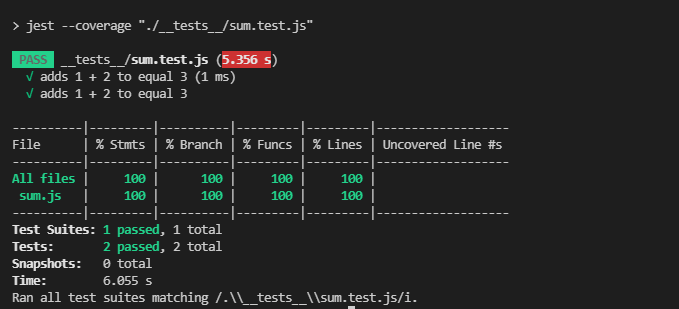 > jest --coverage "./__tests__/sum.test.js"
PASS __tests__/sum.test.js (5.356 s)
√ adds 1 + 2 to equal 3 (1 ms)
√ adds 1 + 2 to equal 3
----------|---------|----------|---------|---------|-------------------
File      | % Stmts | % Branch | % Funcs | % Lines | Uncovered Line #s
----------|---------|----------|---------|---------|-------------------
All files |     100 |      100 |     100 |     100 |
 sum.js   |     100 |      100 |     100 |     100 |
----------|---------|----------|---------|---------|-------------------
Test Suites: 1 passed, 1 total
Tests:       2 passed, 2 total
Snapshots:   0 total
Time:        6.055 s
Ran all test suites matching /.\\__tests__\\sum.test.js/i.